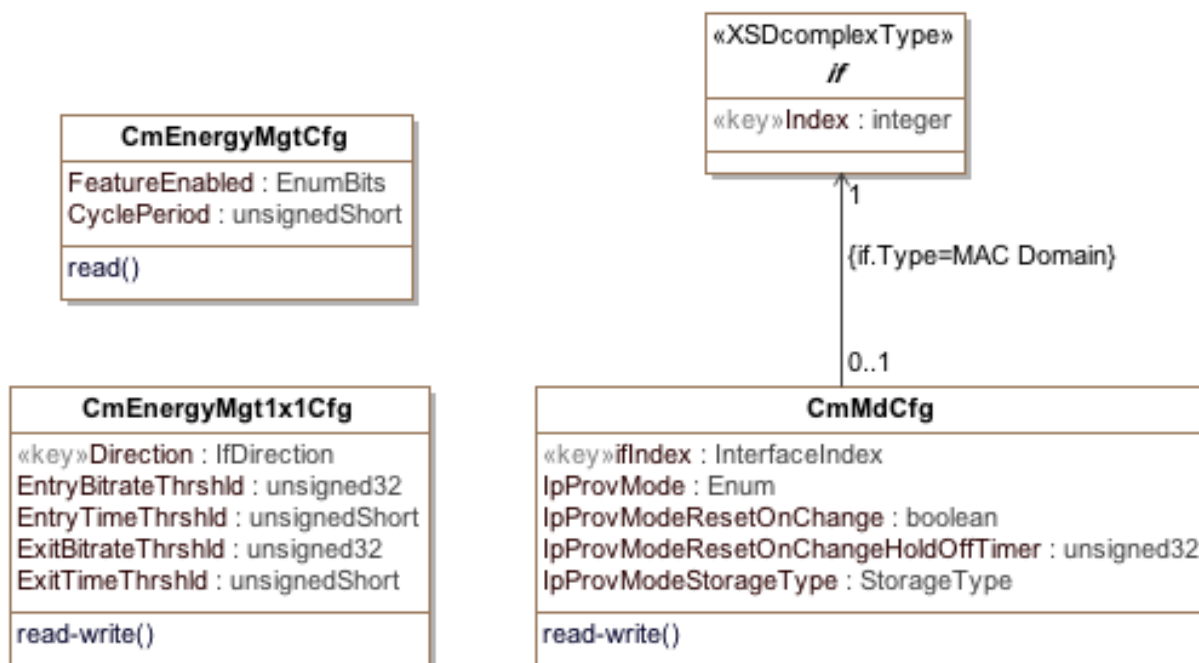 «XSDcomplexType»
if
«key»Index : integer
CmEnergyMgtCfg
FeatureEnabled : EnumBits
CyclePeriod : unsignedShort
read()
1
{if.Type=MAC Domain}
0..1
CmEnergyMgt1x1Cfg
«key»Direction : IfDirection
EntryBitrateThrshld : unsigned32
EntryTimeThrshld : unsignedShort
ExitBitrateThrshld : unsigned32
ExitTimeThrshld : unsignedShort
read-write()
CmMdCfg
«key»ifIndex : InterfaceIndex
IpProvMode : Enum
IpProvModeResetOnChange : boolean
IpProvModeResetOnChangeHoldOffTimer : unsigned32
IpProvModeStorageType : StorageType
read-write()